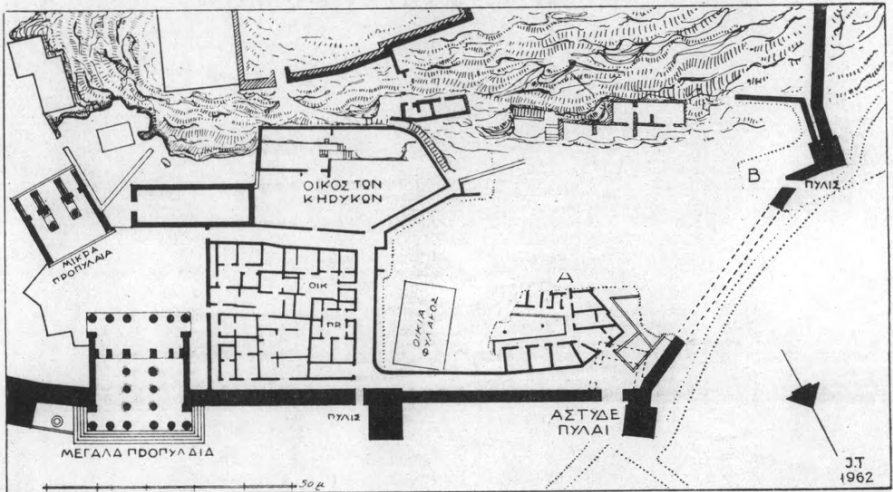 ΟΙΚΟΣ ΤΩΝ
ΚΗΡΥΚΩΝ
Β
ΠΥΛΙΣ
ΜΙΚΡΑ
ΠΡΟΠΥΛΑΙΑ
ΟΙΚ
ΠΡ
Α
ΟΙΚΙΑ
ΦΥΛΑΚΟΣ
ΠΥΛΙΣ
ΑΣΤΥΔΕ
ΠΥΛΑΙ
ΜΕΓΑΛΑ ΠΡΟΠΥΛΑΙΑ
50 μ
J.T
1962